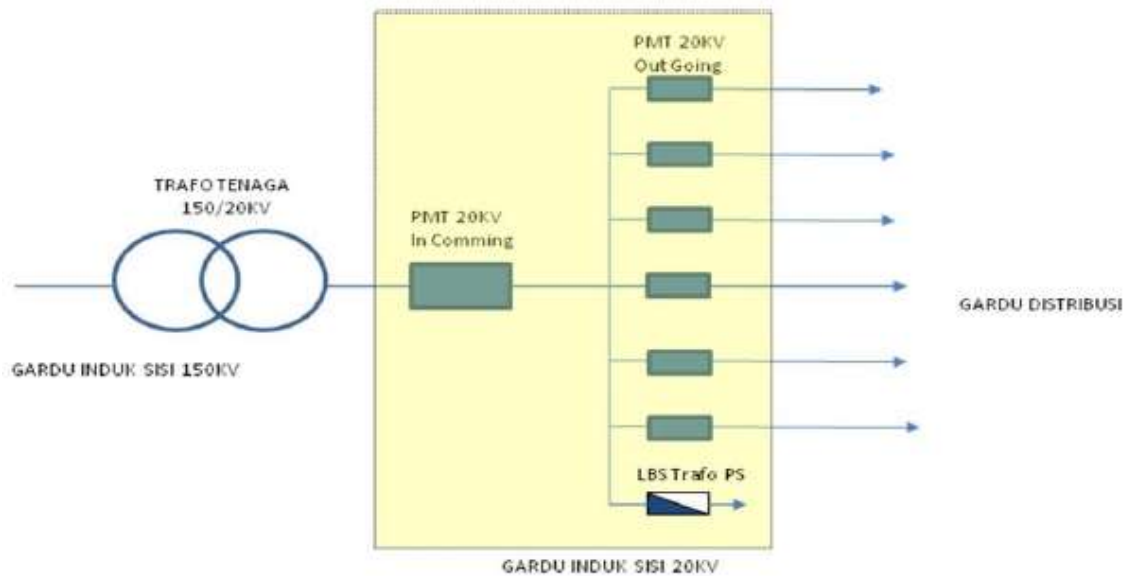 PMT 20KV
Out Going
TRAFO TENAGA
150/20KV
PMT 20KV
In Comming
GARDU DISTRIBUSI
GARDU INDUK SISI 150KV
LBS Trafo PS
GARDU INDUK SISI 20KV